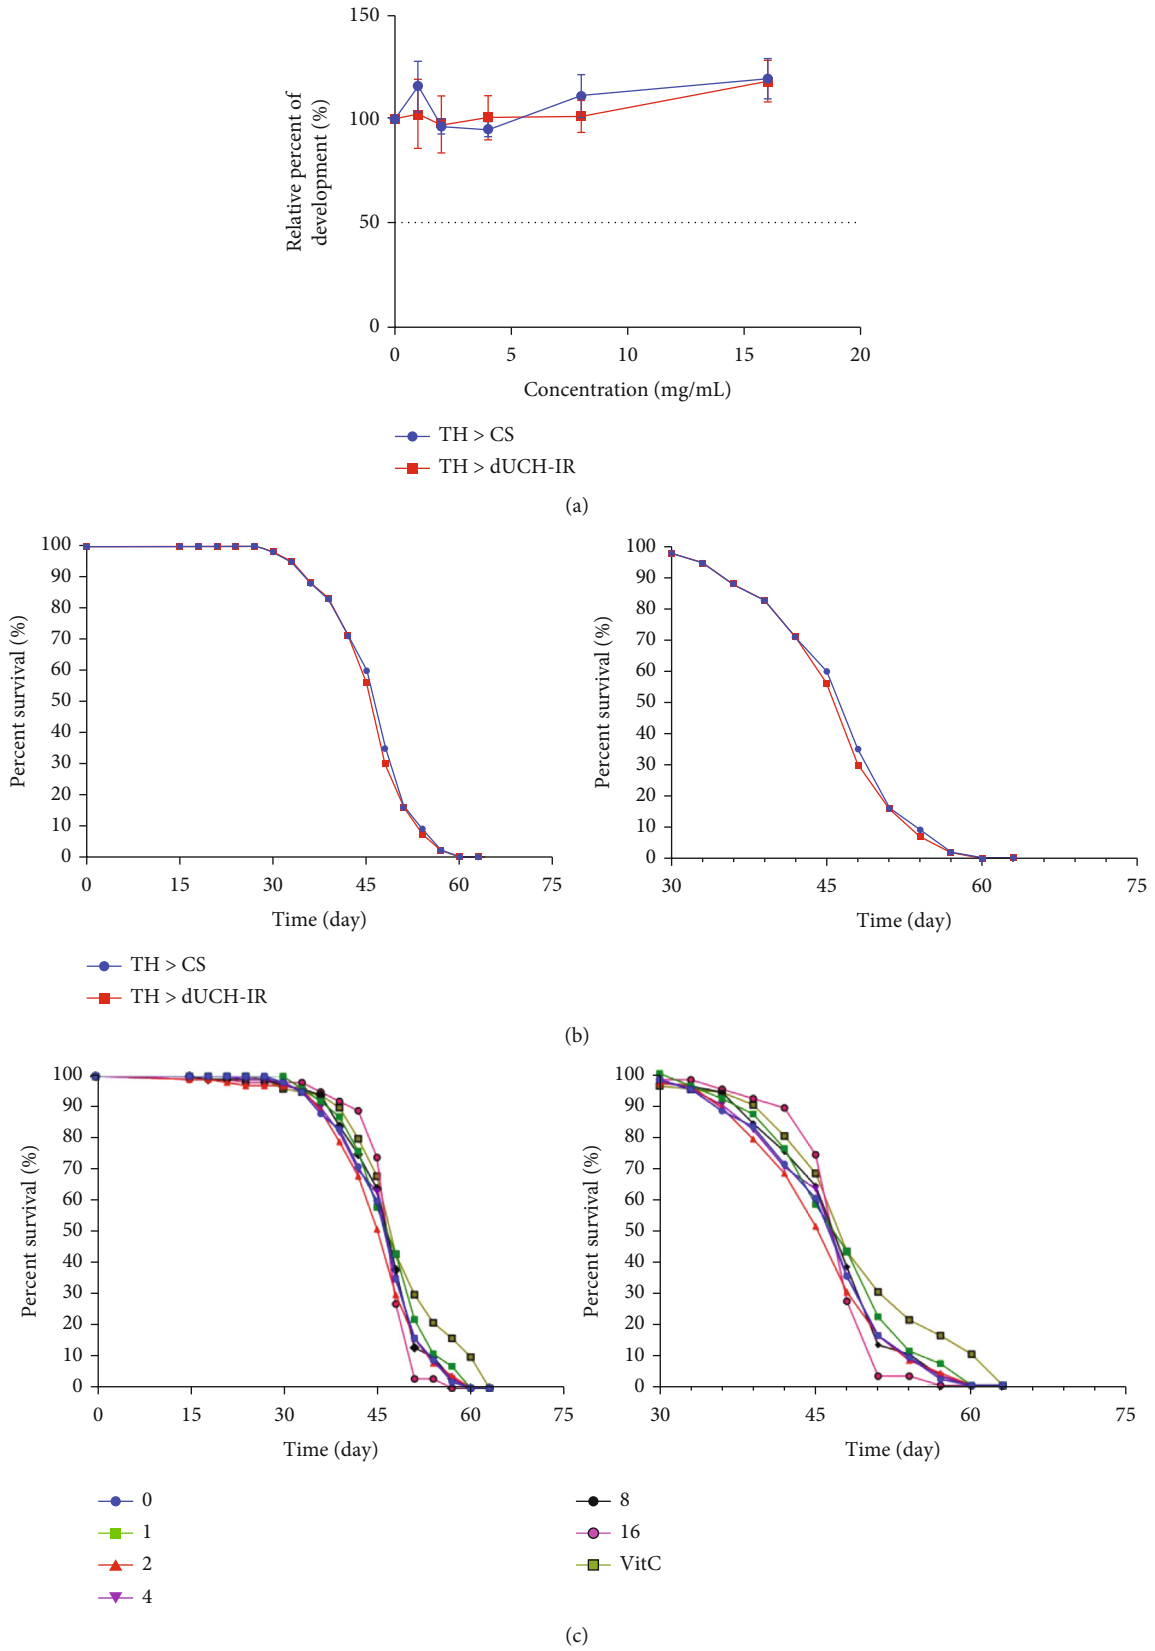 150
100
50
0
Relative percent of
development (%)
0 5 10 15 20
Concentration (mg/mL)
TH > CS
TH > dUCH-IR
(a)
100
90
80
70
60
50
40
30
20
10
0
Percent survival (%)
0 15 30 45 60 75
Time (day)
100
90
80
70
60
50
40
30
20
10
0
Percent survival (%)
30 45 60 75
Time (day)
TH > CS
TH > dUCH-IR
(b)
100
90
80
70
60
50
40
30
20
10
0
Percent survival (%)
0 15 30 45 60 75
Time (day)
100
90
80
70
60
50
40
30
20
10
0
Percent survival (%)
30 45 60 75
Time (day)
0
1
2
4
8
16
VitC
(c)